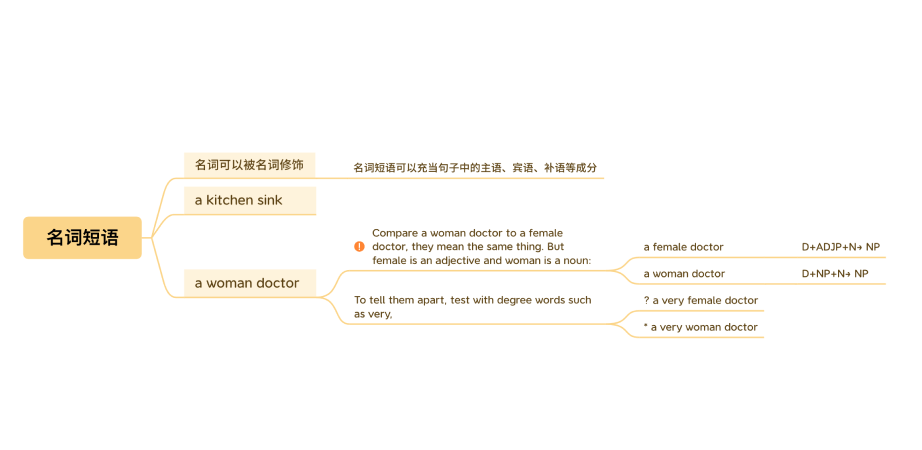 名词短语
名词可以被名词修饰
名词短语可以充当句子中的主语、宾语、补语等成分
a kitchen sink
a woman doctor
Compare a woman doctor to a female
doctor, they mean the same thing. But
female is an adjective and woman is a noun:
a female doctor
D+ADJP+N→ NP
a woman doctor
D+NP+N→ NP
To tell them apart, test with degree words such
as very,
? a very female doctor
* a very woman doctor